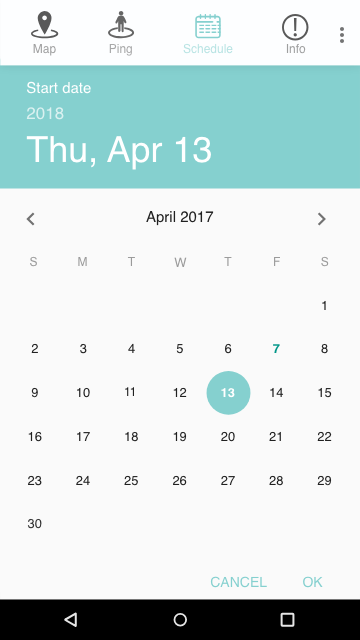 Map Ping Schedule Info
Start date
2018
Thu, Apr 13
April 2017
S M T W T F S
1
2 3 4 5 6 7 8
9 10 11 12 13 14 15
16 17 18 19 20 21 22
23 24 25 26 27 28 29
30
CANCEL OK